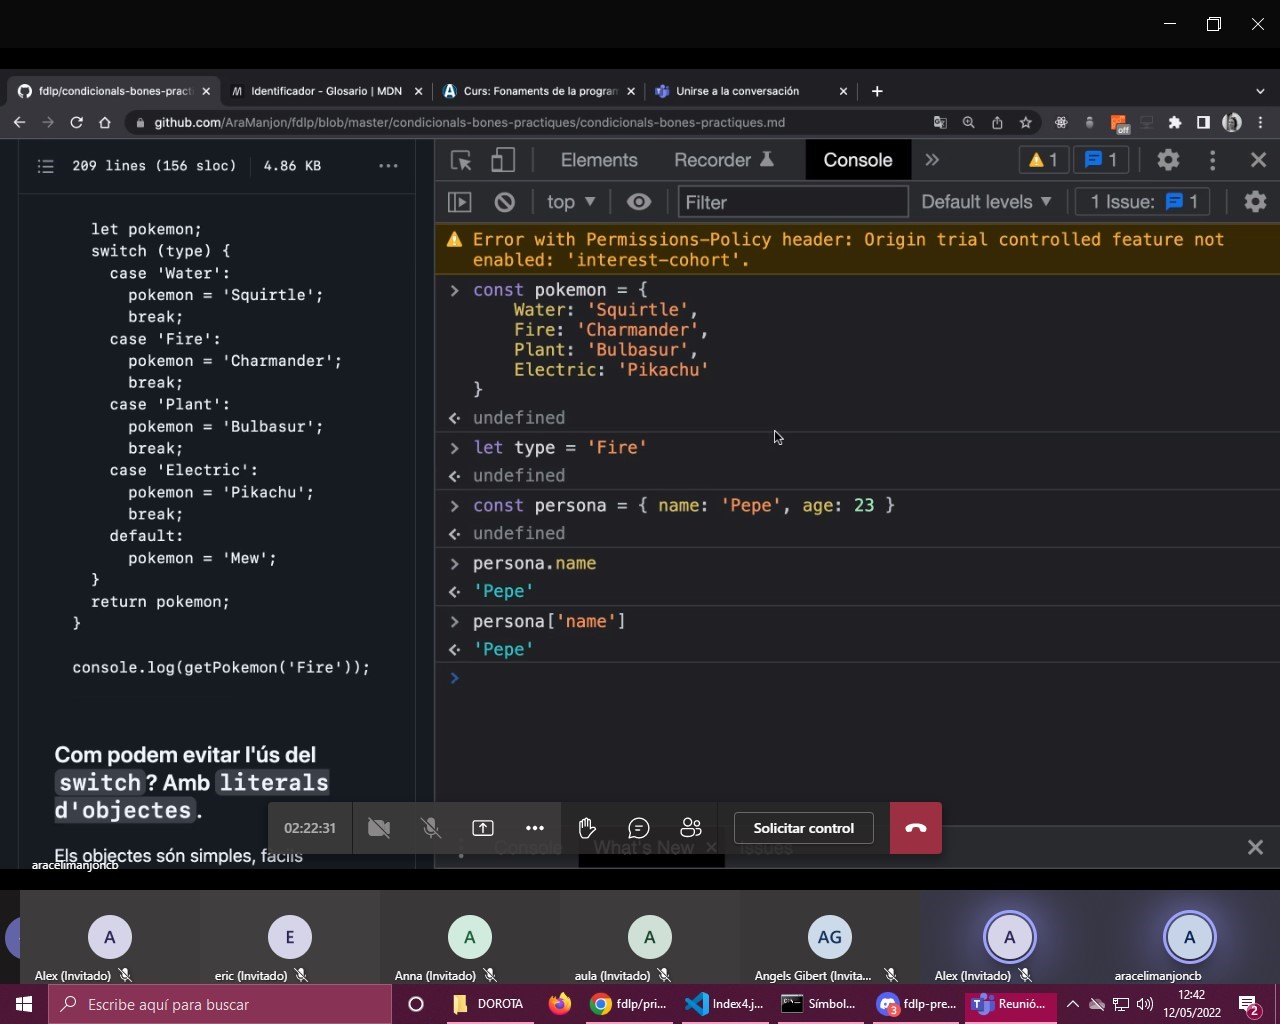 fdlp/condicionals-bones-practi
Identificador - Glosario | MDN
Curs: Fonaments de la program
Unirse a la conversación
github.com/AraManjon/fdlp/blob/master/condicionals-bones-practiques/condicionals-bones-practiques.md
off
209 lines (156 sloc)
4.86 KB
let pokemon;
switch (type) {
case 'Water':
pokemon = 'Squirtle';
break;
case 'Fire':
pokemon = 'Charmander';
break;
case 'Plant':
pokemon = 'Bulbasur';
break;
case 'Electric':
pokemon = 'Pikachu';
break;
default:
pokemon = 'Mew';
}
return pokemon;
}
console.log(getPokemon('Fire'));
Com podem evitar l'ús del
switch? Amb literals
d'objectes.
Els objectes són simples, fàcils
aracelimanjoncb
Elements
Recorder
Console
»
1
1
top
Filter
Default levels
1 Issue: 1
Error with Permissions-Policy header: Origin trial controlled feature not
enabled: 'interest-cohort'.
> const pokemon = {
Water: 'Squirtle',
Fire: 'Charmander',
Plant: 'Bulbasur',
Electric: 'Pikachu'
}
undefined
> let type = 'Fire'
undefined
> const persona = { name: 'Pepe', age: 23 }
undefined
> persona.name
'Pepe'
> persona['name']
'Pepe'
>
02:22:31
Solicitar control
Console
What's New
Issues
A
E
A
A
AG
A
A
Alex (Invitado)
eric (Invitado)
Anna (Invitado)
aula (Invitado)
Angels Gibert (Invita...
Alex (Invitado)
aracelimanjoncb
Escribe aquí para buscar
DOROTA
fdlp/pri...
Index4.j...
Símbol...
3
fdlp-pre...
Reunió...
12:42
12/05/2022
2